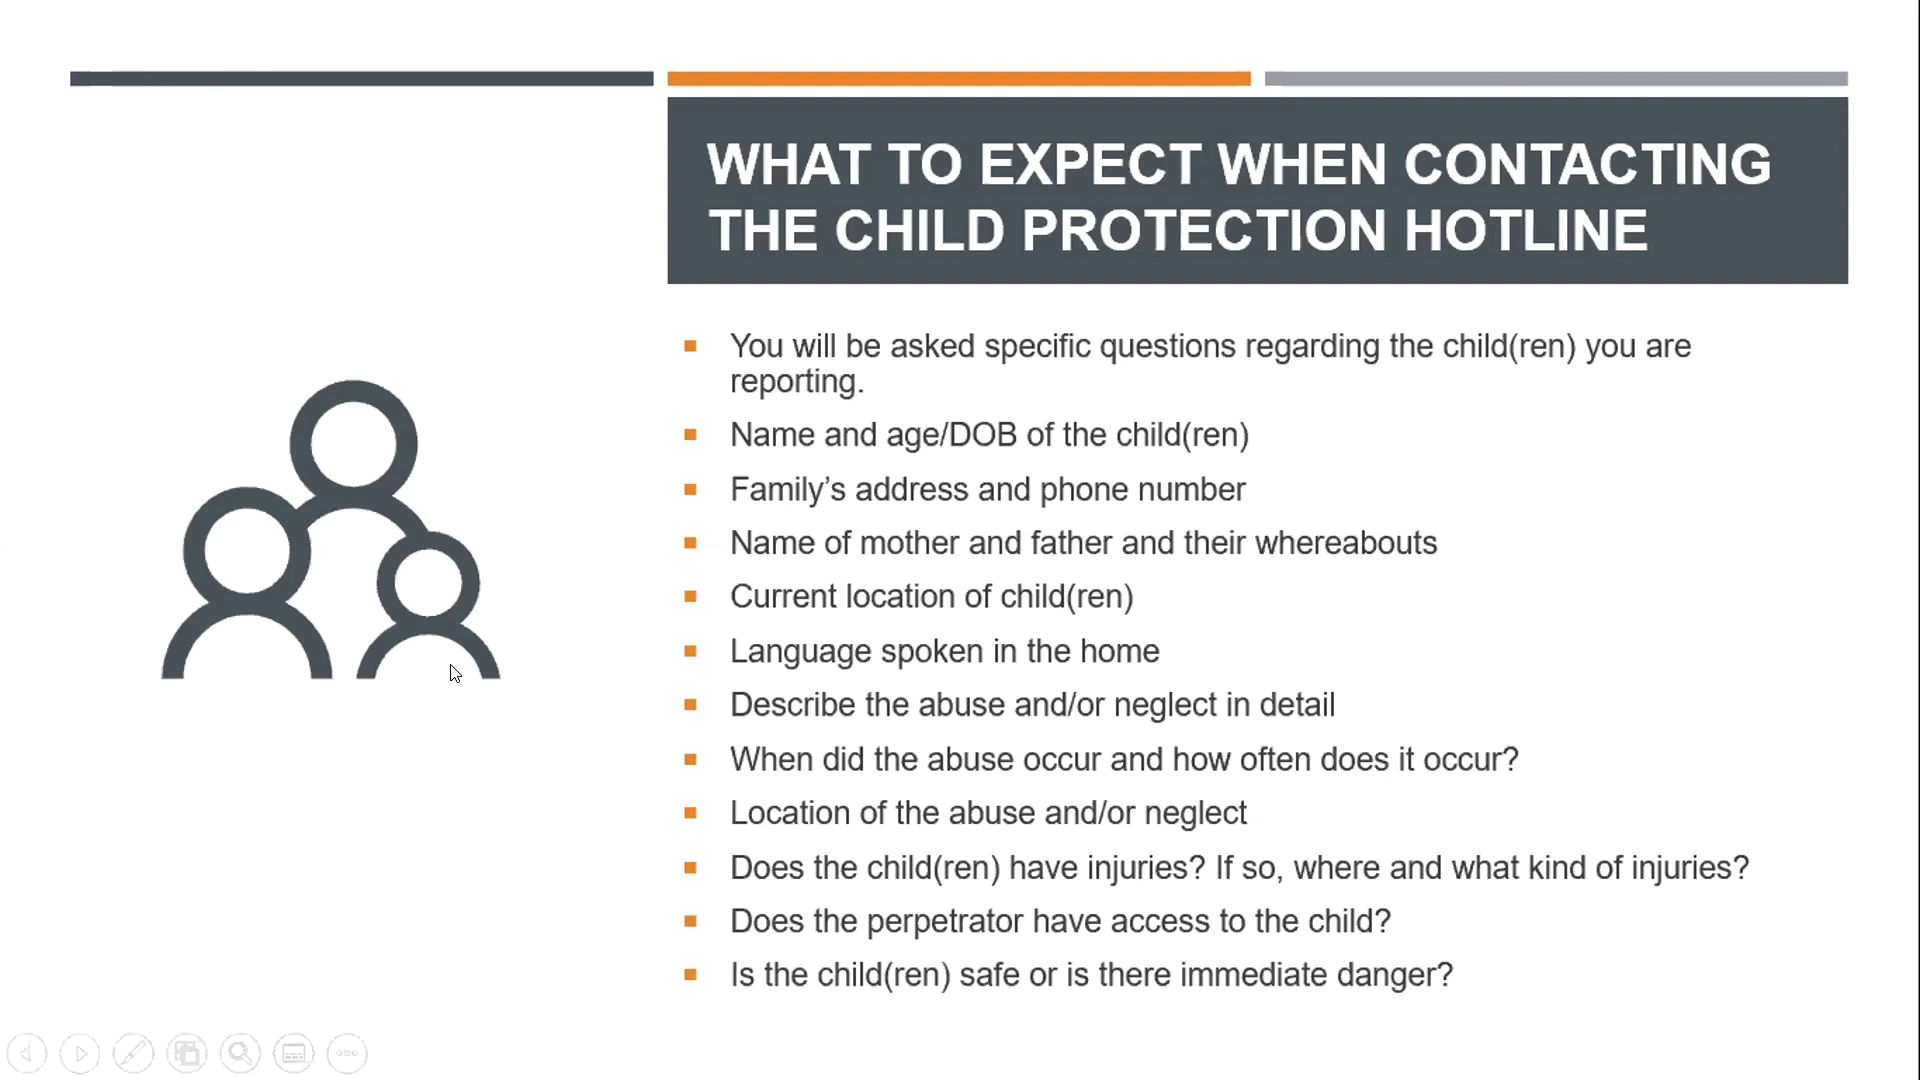 WHAT TO EXPECT WHEN CONTACTING
THE CHILD PROTECTION HOTLINE
You will be asked specific questions regarding the child(ren) you are
reporting.
Name and age/DOB of the child(ren)
Family’s address and phone number
Name of mother and father and their whereabouts
Current location of child(ren)
Language spoken in the home
Describe the abuse and/or neglect in detail
When did the abuse occur and how often does it occur?
Location of the abuse and/or neglect
Does the child(ren) have injuries? If so, where and what kind of injuries?
Does the perpetrator have access to the child?
Is the child(ren) safe or is there immediate danger?